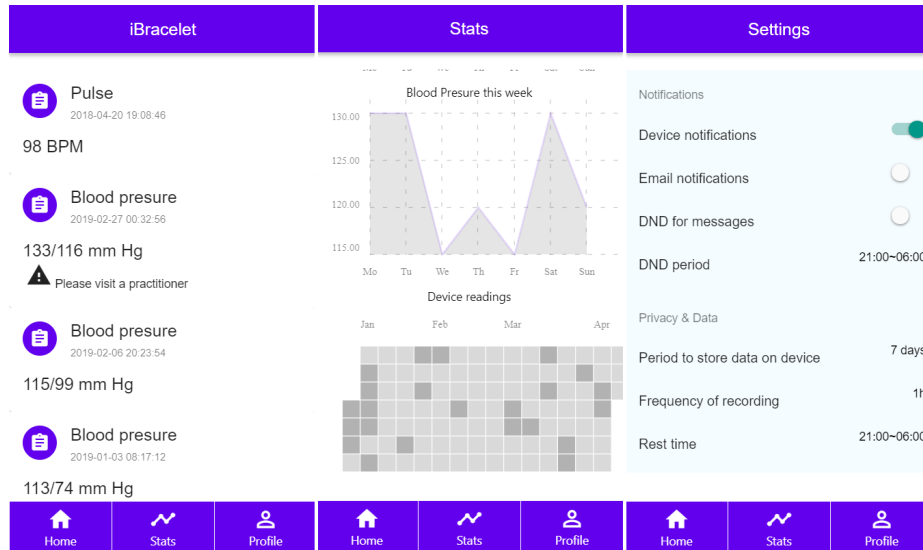 iBracelet
Pulse
2018-04-20 19:08:46
98 BPM
Blood presure
2019-02-27 00:32:56
133/116 mm Hg
Please visit a practitioner
Blood presure
2019-02-06 20:23:54
115/99 mm Hg
Blood presure
2019-01-03 08:17:12
113/74 mm Hg
Home Stats Profile
Stats
Blood Presure this week
130.00
125.00
120.00
115.00
Mo Tu We Th Fr Sat Sun
Device readings
Jan Feb Mar Apr
Home Stats Profile
Settings
Notifications
Device notifications
Email notifications
DND for messages
DND period 21:00~06:00
Privacy & Data
Period to store data on device 7 days
Frequency of recording 1h
Rest time 21:00~06:00
Home Stats Profile